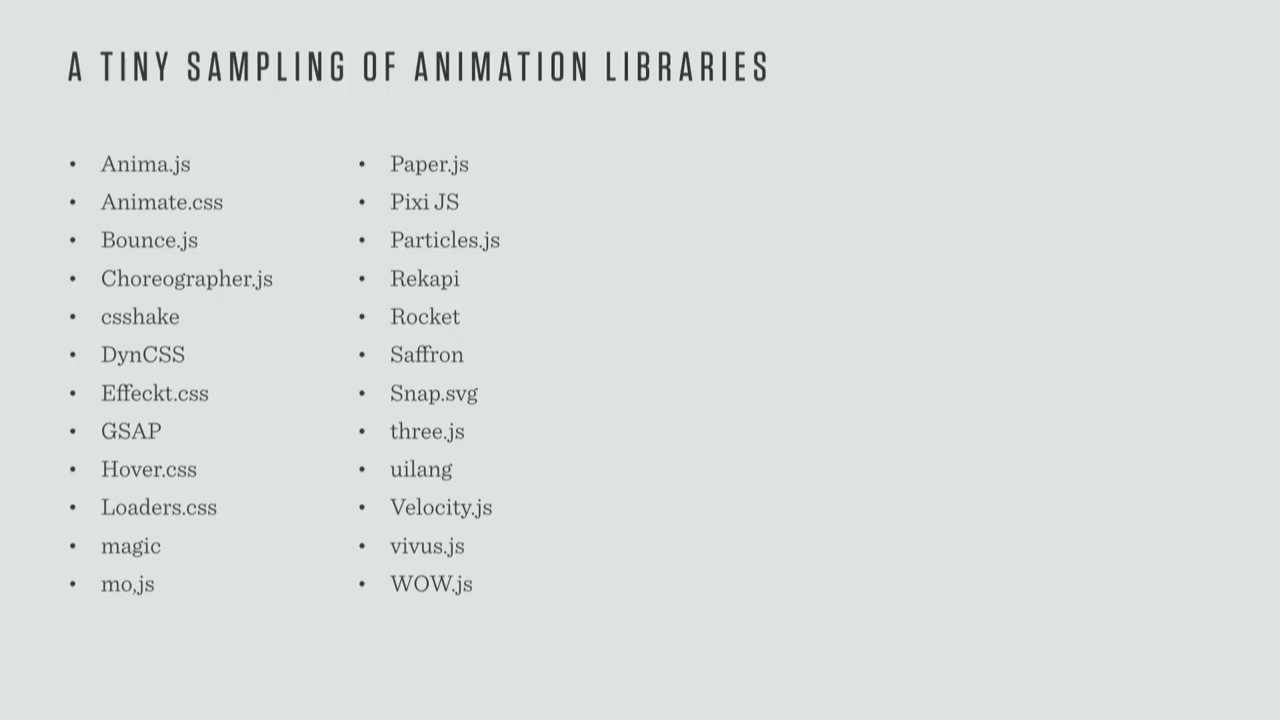 A TINY SAMPLING OF ANIMATION LIBRARIES
• Anima.js
• Animate.css
• Bounce.js
• Choreographer.js
• csshake
• DynCSS
• Effeckt.css
• GSAP
• Hover.css
• Loaders.css
• magic
• mo,js
• Paper.js
• Pixi JS
• Particles.js
• Rekapi
• Rocket
• Saffron
• Snap.svg
• three.js
• uilang
• Velocity.js
• vivus.js
• WOW.js